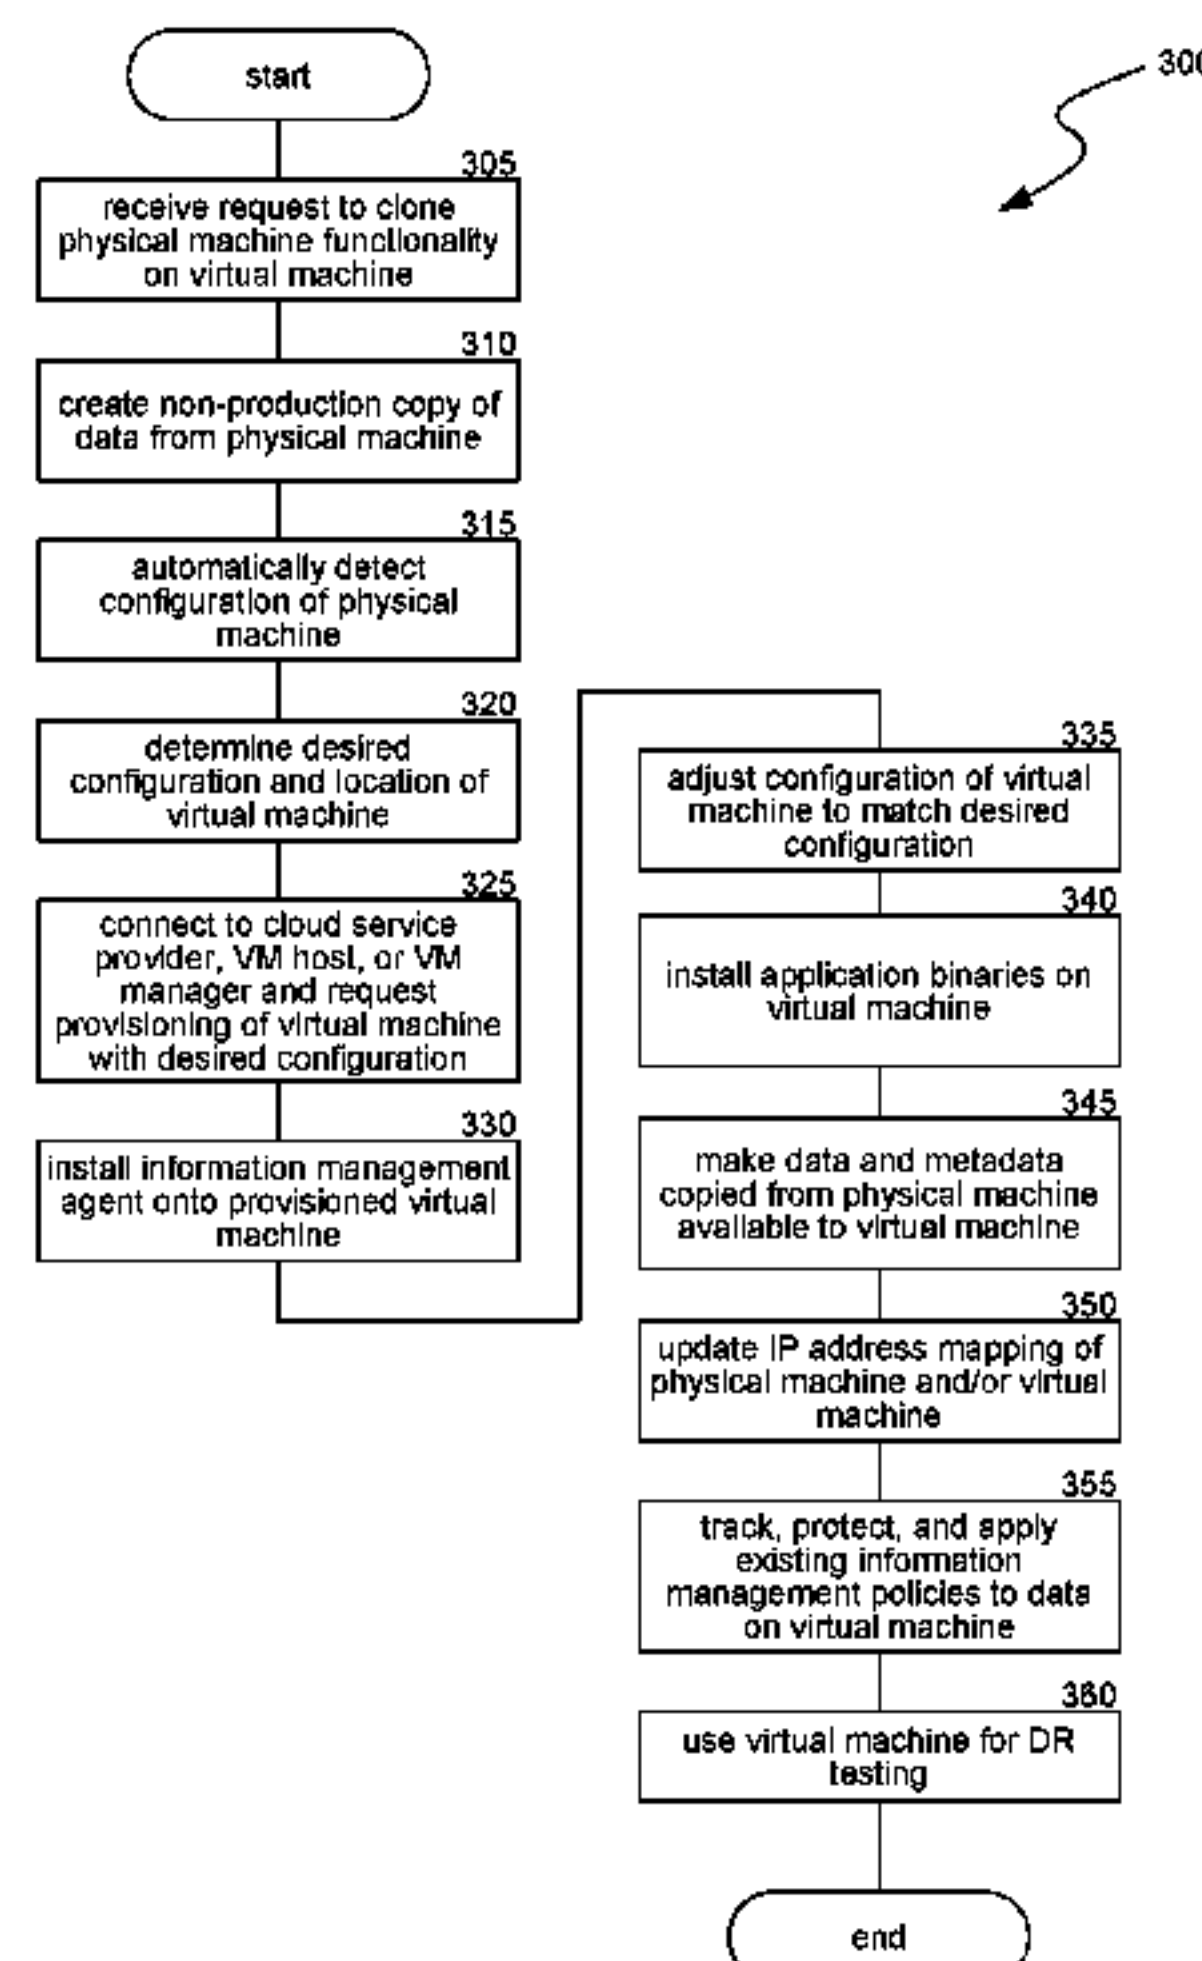 start
300
305
receive request to clone
physical machine functionality
on virtual machine
310
create non-production copy of
data from physical machine
315
automatically detect
configuration of physical
machine
320
determine desired
configuration and location of
virtual machine
325
connect to cloud service
provider, VM host, or VM
manager and request
provisioning of virtual machine
with desired configuration
330
install information management
agent onto provisioned virtual
machine
335
adjust configuration of virtual
machine to match desired
configuration
340
install application binaries on
virtual machine
345
make data and metadata
copied from physical machine
available to virtual machine
350
update IP address mapping of
physical machine and/or virtual
machine
355
track, protect, and apply
existing information
management policies to data
on virtual machine
360
use virtual machine for DR
testing
end